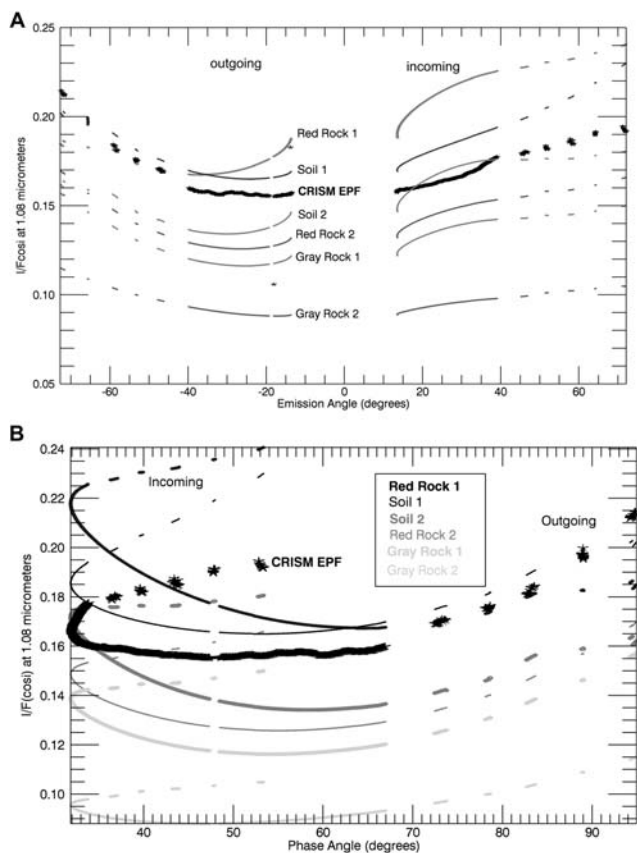 A
0.25
0.20
0.15
0.10
0.05
I/Fcosi at 1.08 micrometers
outgoing
incoming
Red Rock 1
Soil 1
CRISM EPF
Soil 2
Red Rock 2
Gray Rock 1
Gray Rock 2
-60 -40 -20 0 20 40 60
Emission Angle (degrees)
B
0.24
0.22
0.20
0.18
0.16
0.14
0.12
0.10
I/F(cosi) at 1.08 micrometers
Incoming
Outgoing
CRISM EPF
Red Rock 1
Soil 1
Soil 2
Red Rock 2
Gray Rock 1
Gray Rock 2
40 50 60 70 80 90
Phase Angle (degrees)